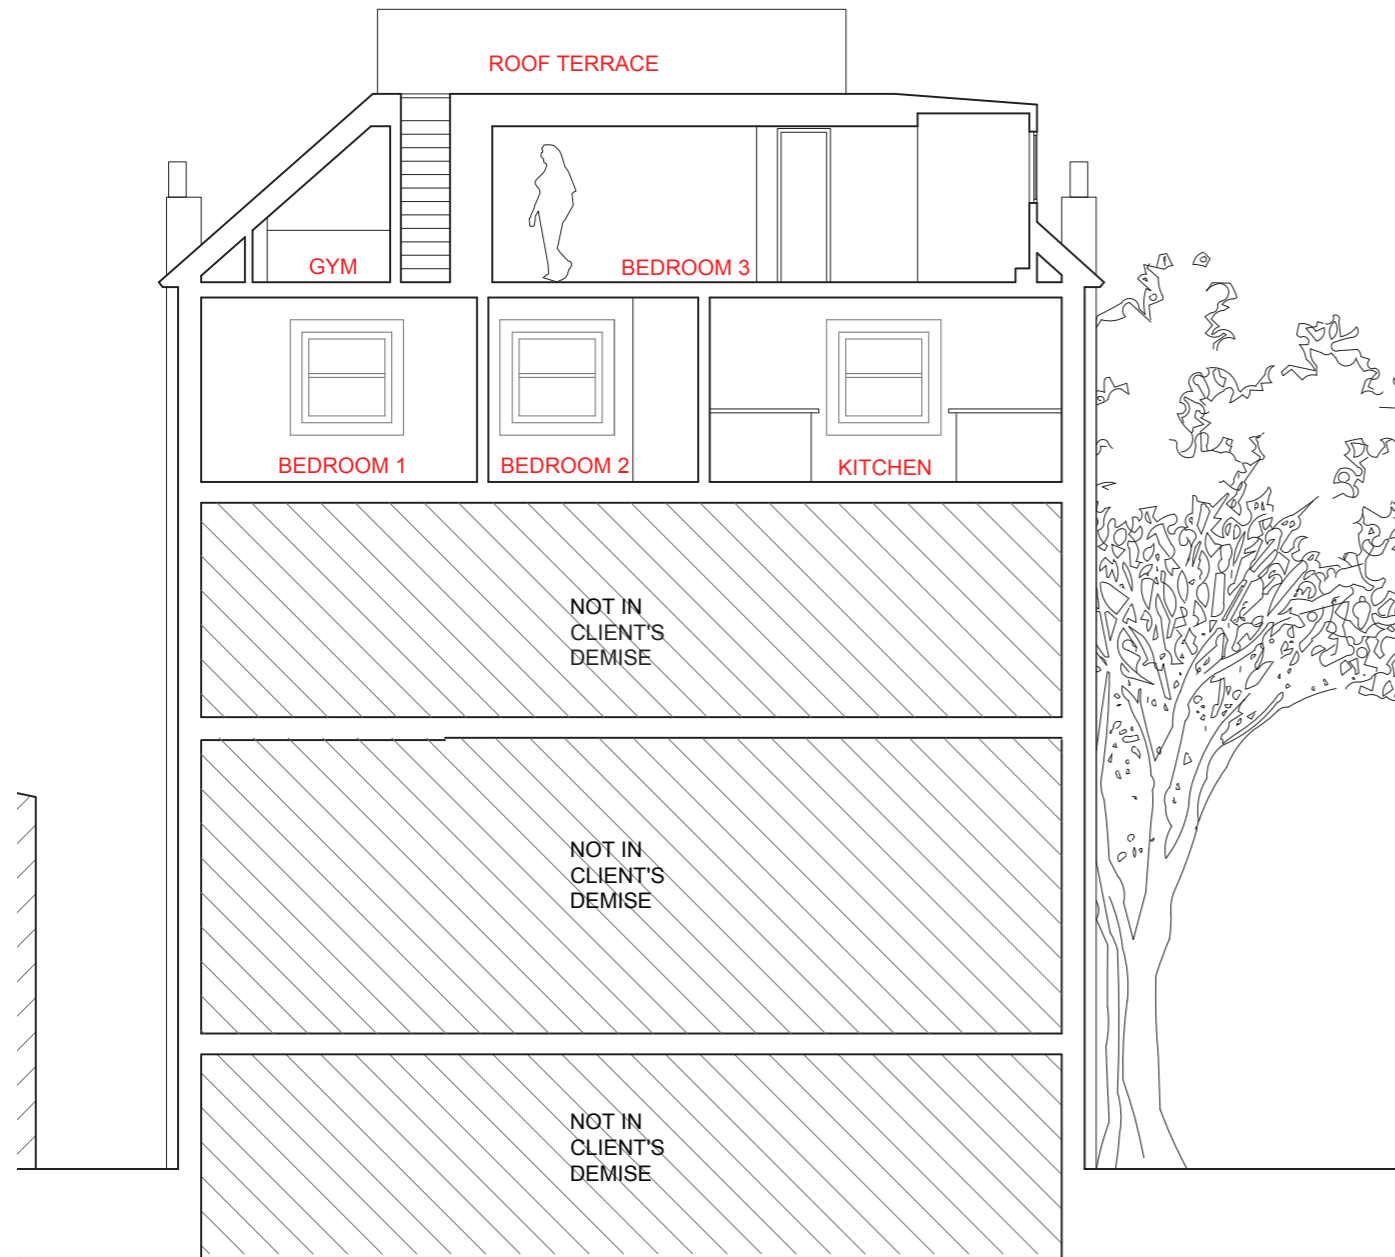 ROOF TERRACE
GYM
BEDROOM 3
BEDROOM 1
BEDROOM 2
KITCHEN
NOT IN
CLIENT'S
DEMISE
NOT IN
CLIENT'S
DEMISE
NOT IN
CLIENT'S
DEMISE